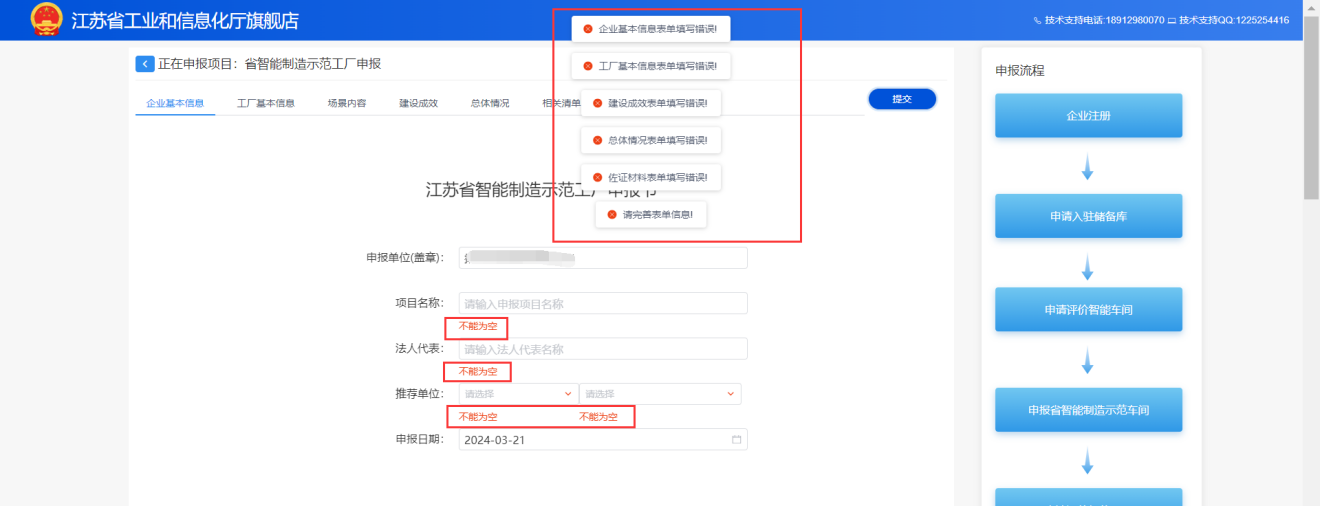 江苏省工业和信息化厅旗舰店
技术支持电话:18912980070 技术支持QQ:1225254416
企业基本信息表单填写错误!
工厂基本信息表单填写错误!
建设成效表单填写错误!
总体情况表单填写错误!
佐证材料表单填写错误!
请完善表单信息!
正在申报项目：省智能制造示范工厂申报
企业基本信息 工厂基本信息 场景内容 建设成效 总体情况 相关清单
提交
江苏省智能制造示范工厂申报书
申报单位(盖章):
项目名称: 请输入申报项目名称
不能为空
法人代表: 请输入法人代表名称
不能为空
推荐单位: 请选择 请选择
不能为空 不能为空
申报日期: 2024-03-21
申报流程
企业注册
申请入驻储备库
申请评价智能车间
申报省智能制造示范车间